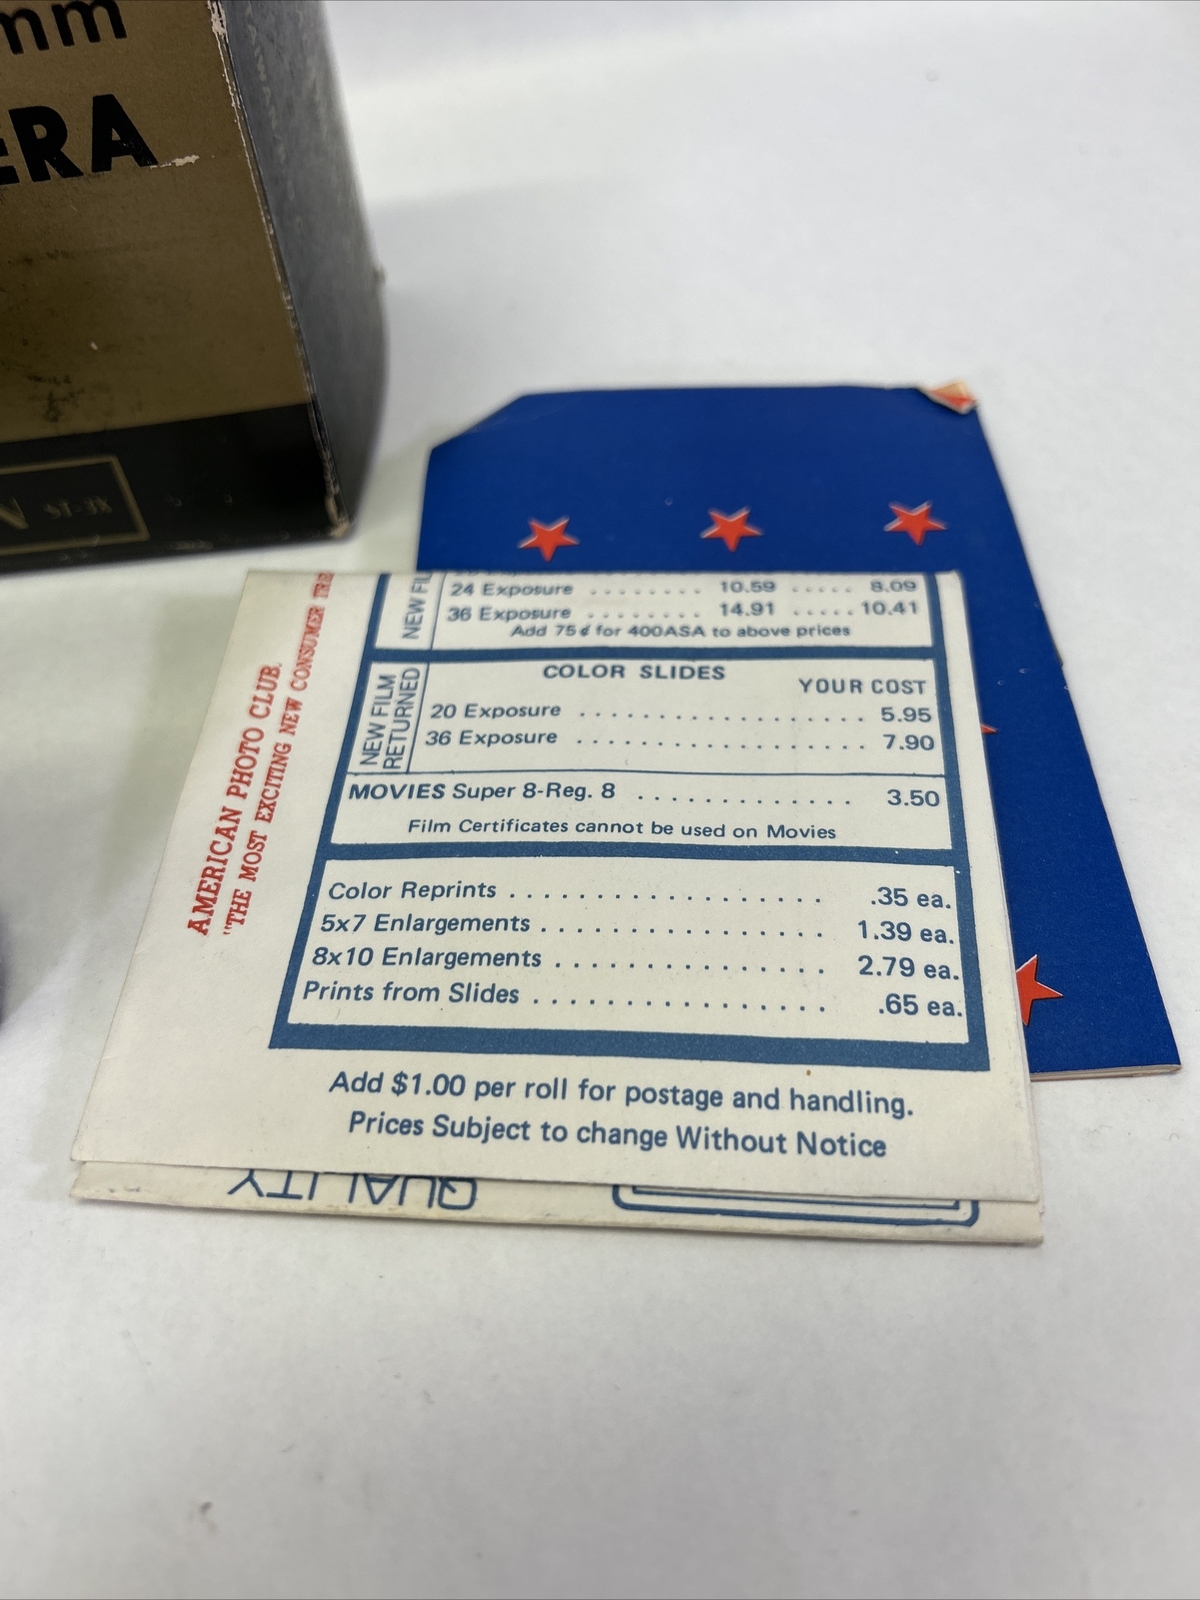 mm
ERA
N ST-3X
AMERICAN PHOTO CLUB.
"THE MOST EXCITING NEW CONSUMER
NEW
24 Exposure ........ 10.59 ..... 8.09
36 Exposure ........ 14.91 ..... 10.41
Add 75¢ for 400ASA to above prices
NEW FILM
RETURNED
COLOR SLIDES
YOUR COST
20 Exposure .................. 5.95
36 Exposure .................. 7.90
MOVIES Super 8-Reg. 8 ............. 3.50
Film Certificates cannot be used on Movies
Color Reprints .................. .35 ea.
5x7 Enlargements ................ 1.39 ea.
8x10 Enlargements ............... 2.79 ea.
Prints from Slides ................. .65 ea.
Add $1.00 per roll for postage and handling.
Prices Subject to change Without Notice
QUALITY